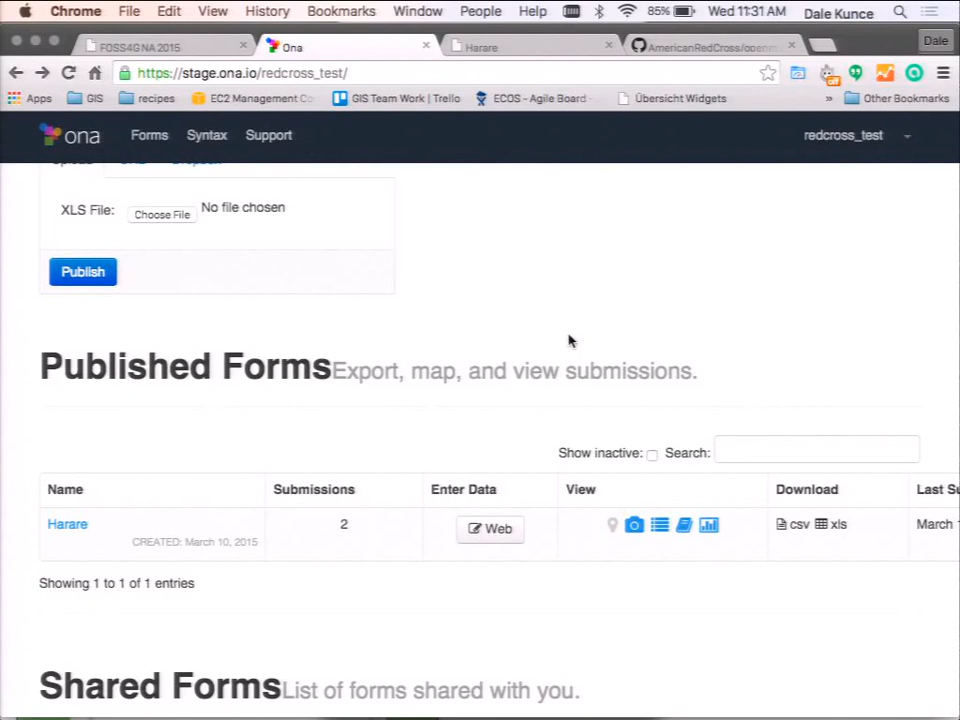 Chrome File Edit View History Bookmarks Window People Help 85% Wed 11:31 AM Dale Kunce
FOSS4GNA 2015 Ona Harare AmericanRedCross/openm Dale
https://stage.ona.io/redcross_test/
Apps GIS recipes EC2 Management Co GIS Team Work | Trello ECOS - Agile Board - Übersicht Widgets » Other Bookmarks
ona Forms Syntax Support redcross_test
XLS File: Choose File No file chosen
Publish
Published Forms Export, map, and view submissions.
Show inactive: Search:
Name Submissions Enter Data View Download Last Su
Harare 2 Web csv xls March
CREATED: March 10, 2015
Showing 1 to 1 of 1 entries
Shared Forms List of forms shared with you.